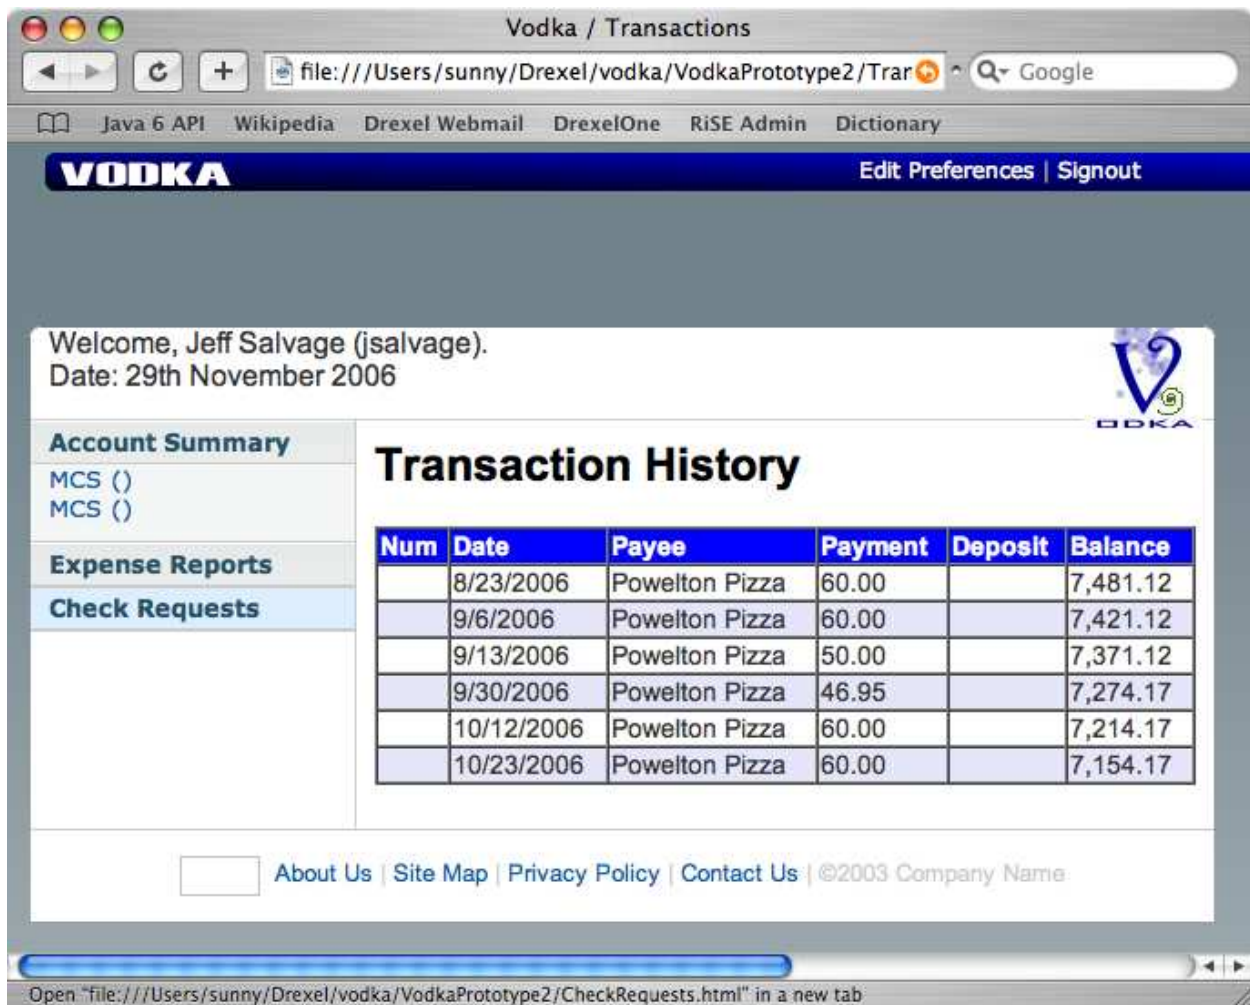 Vodka / Transactions
file:///Users/sunny/Drexel/vodka/VodkaPrototype2/Tran
Google
Java 6 API Wikipedia Drexel Webmail DrexelOne RiSE Admin Dictionary
VODKA Edit Preferences | Signout
Welcome, Jeff Salvage (jsalvage).
Date: 29th November 2006
V
ODKA
Account Summary
MCS ()
MCS ()
Expense Reports
Check Requests
Transaction History
Num Date Payee Payment Deposit Balance
8/23/2006 Powelton Pizza 60.00 7,481.12
9/6/2006 Powelton Pizza 60.00 7,421.12
9/13/2006 Powelton Pizza 50.00 7,371.12
9/30/2006 Powelton Pizza 46.95 7,274.17
10/12/2006 Powelton Pizza 60.00 7,214.17
10/23/2006 Powelton Pizza 60.00 7,154.17
About Us | Site Map | Privacy Policy | Contact Us | ©2003 Company Name
Open "file:///Users/sunny/Drexel/vodka/VodkaPrototype2/CheckRequests.html" in a new tab